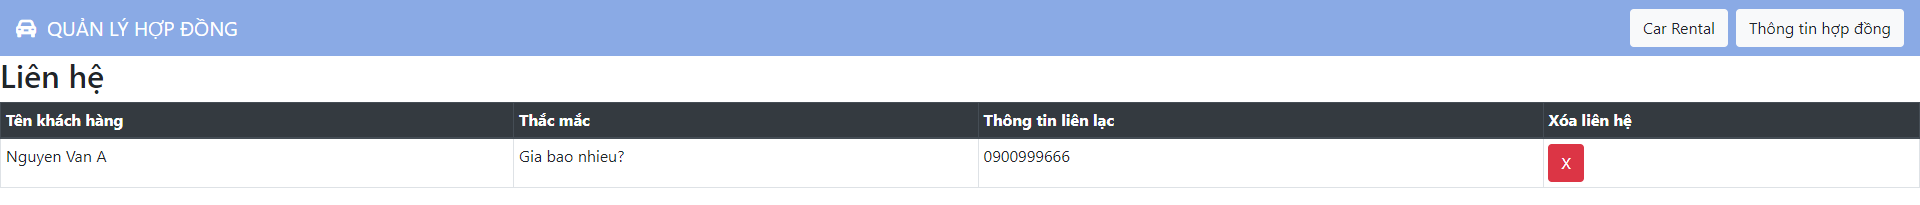 QUẢN LÝ HỢP ĐỒNG Car Rental Thông tin hợp đồng
Liên hệ
Tên khách hàng Thắc mắc Thông tin liên lạc Xóa liên hệ
Nguyen Van A Gia bao nhieu? 0900999666 X